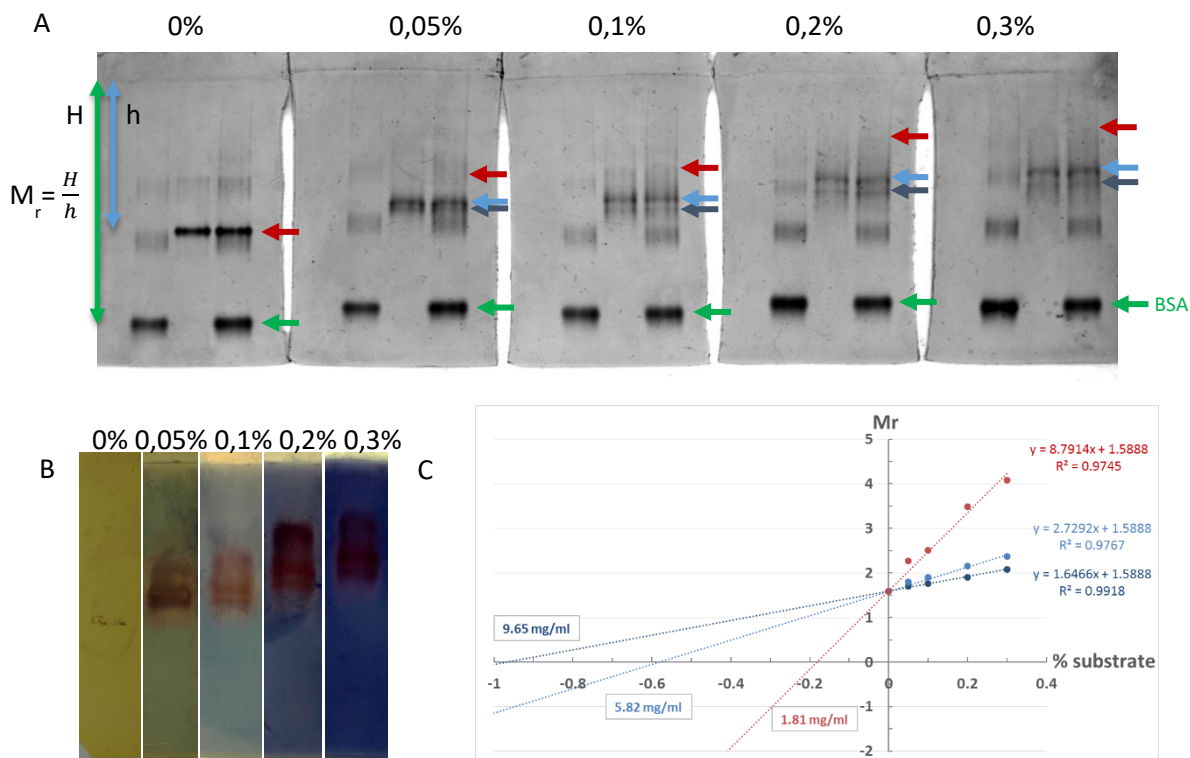 A
0%
0,05%
0,1%
0,2%
0,3%
H
h
Mr = H/h
BSA
B
0% 0,05% 0,1% 0,2% 0,3%
C
Mr
5
4
3
2
1
0
-1
-2
-1
-0.8
-0.6
-0.4
-0.2
0
0.2
0.4
% substrate
y = 8.7914x + 1.5888
R² = 0.9745
y = 2.7292x + 1.5888
R² = 0.9767
y = 1.6466x + 1.5888
R² = 0.9918
9.65 mg/ml
5.82 mg/ml
1.81 mg/ml